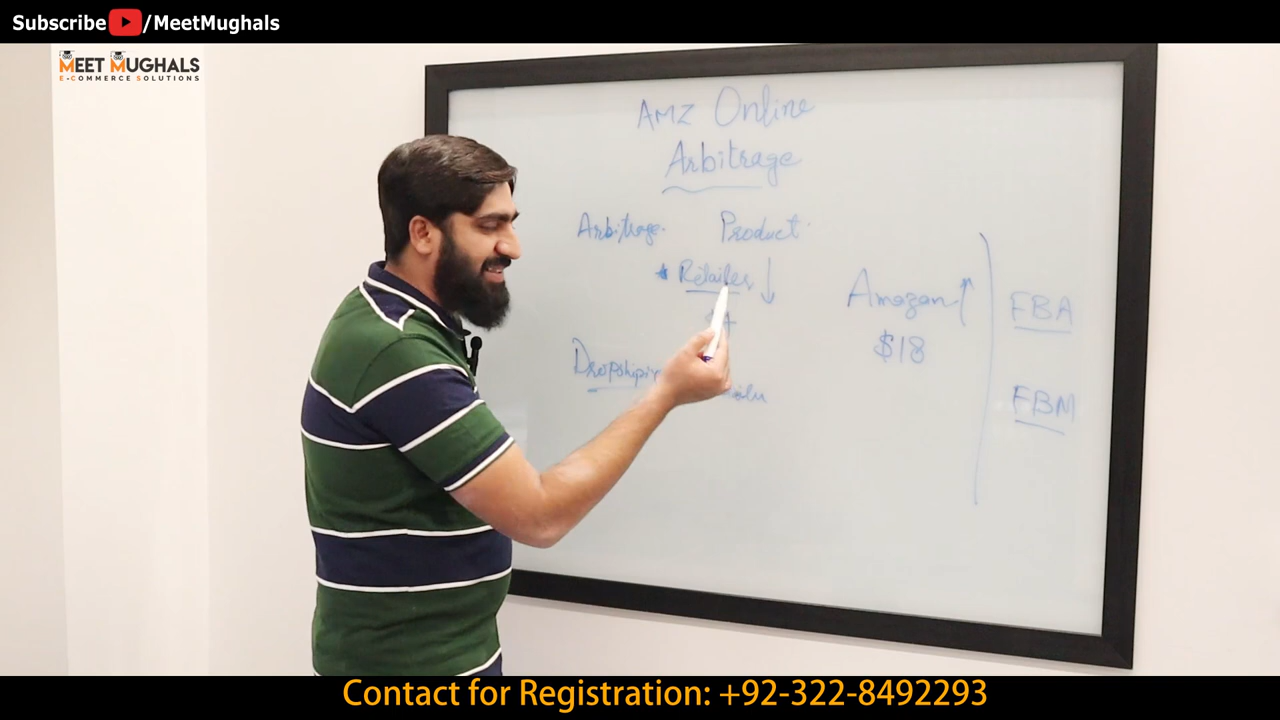 Subscribe /MeetMughals
MEET MUGHALS
E-COMMERCE SOLUTIONS
AMZ Online
Arbitrage
Arbitrage. Product
Retailer
Amazon
FBA
$18
FBM
Contact for Registration: +92-322-8492293